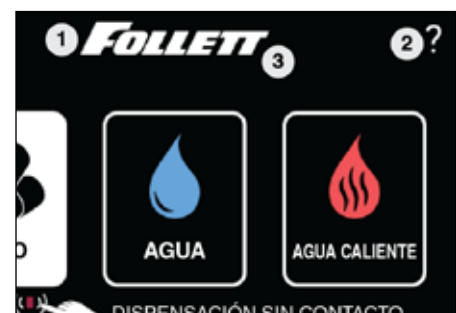 1 FOLLETT 3 2 ?
AGUA
AGUA CALIENTE
DISPENSACIÓN SIN CONTACTO